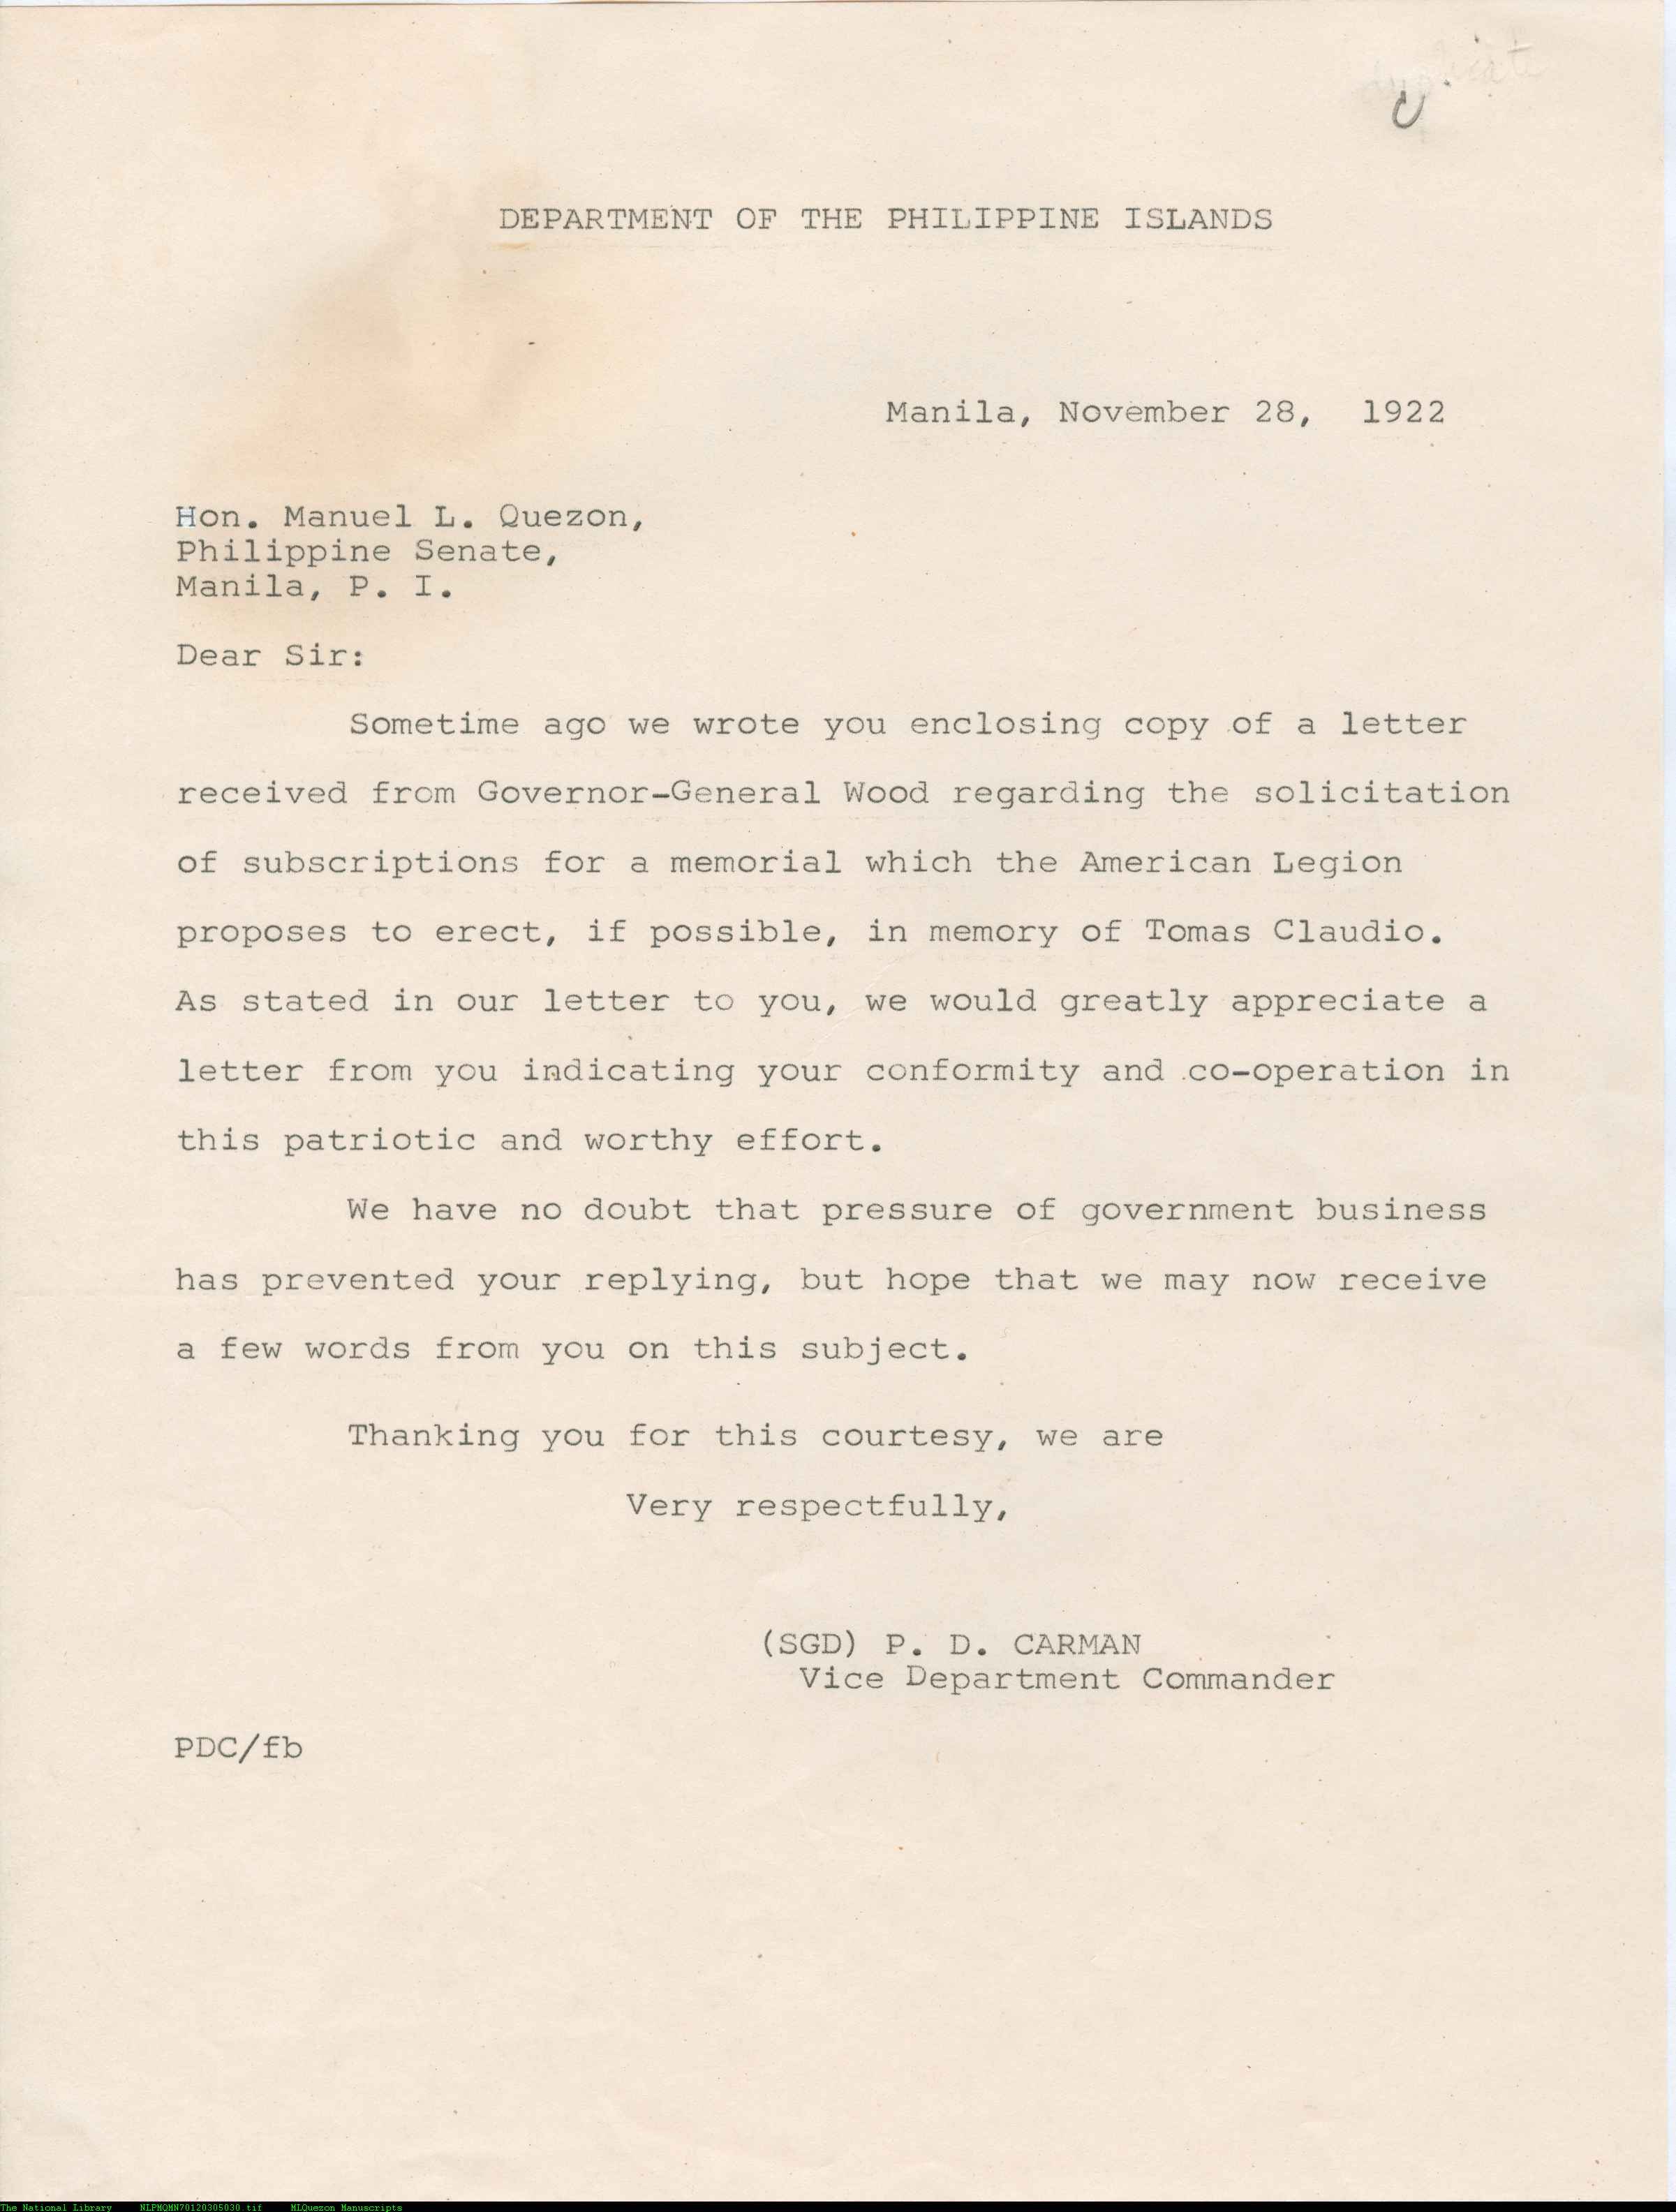 C
DEPARTMENT OF THE PHILIPPINE ISLANDS
Manila, November 28, 1922
Hon. Manuel L. Quezon,
Philippine Senate,
Manila, P. I.
Dear Sir:
Sometime ago we wrote you enclosing copy of a letter
received from Governor-General Wood regarding the solicitation
of subscriptions for a memorial which the American Legion
proposes to erect, if possible, in memory of Tomas Claudio.
As stated in our letter to you, we would greatly appreciate a
letter from you indicating your conformity and co-operation in
this patriotic and worthy effort.
We have no doubt that pressure of government business
has prevented your replying, but hope that we may now receive
a few words from you on this subject.
Thanking you for this courtesy, we are
Very respectfully,
(SGD) P. D. CARMAN
Vice Department Commander
PDC/fb
The National Library NLPMQMN70120305030.tif MLQuezon Manuscripts